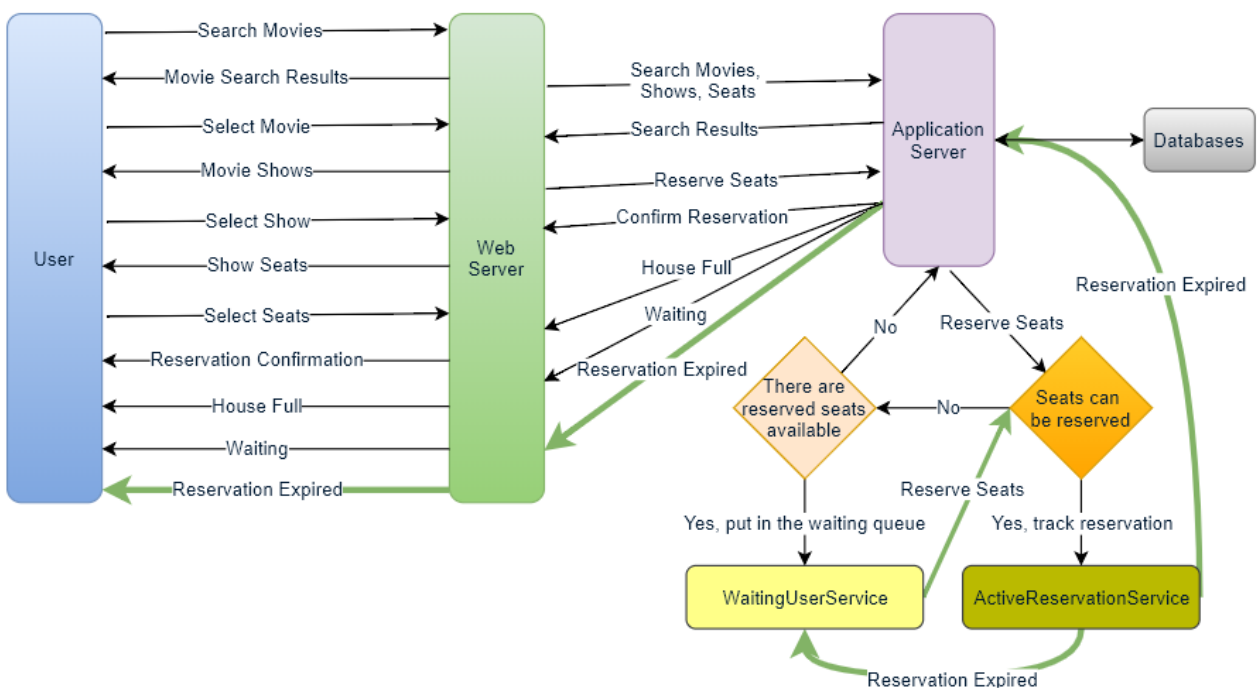 Search Movies
Movie Search Results
Select Movie
Movie Shows
Select Show
Show Seats
Select Seats
Reservation Confirmation
House Full
Waiting
Reservation Expired
User
Web
Server
Search Movies,
Shows, Seats
Search Results
Reserve Seats
Confirm Reservation
House Full
Waiting
Reservation Expired
Application
Server
Databases
Reservation Expired
No
Reserve Seats
There are
reserved seats
available
No
Seats can
be reserved
Reserve Seats
Yes, put in the waiting queue
Yes, track reservation
WaitingUserService
ActiveReservationService
Reservation Expired